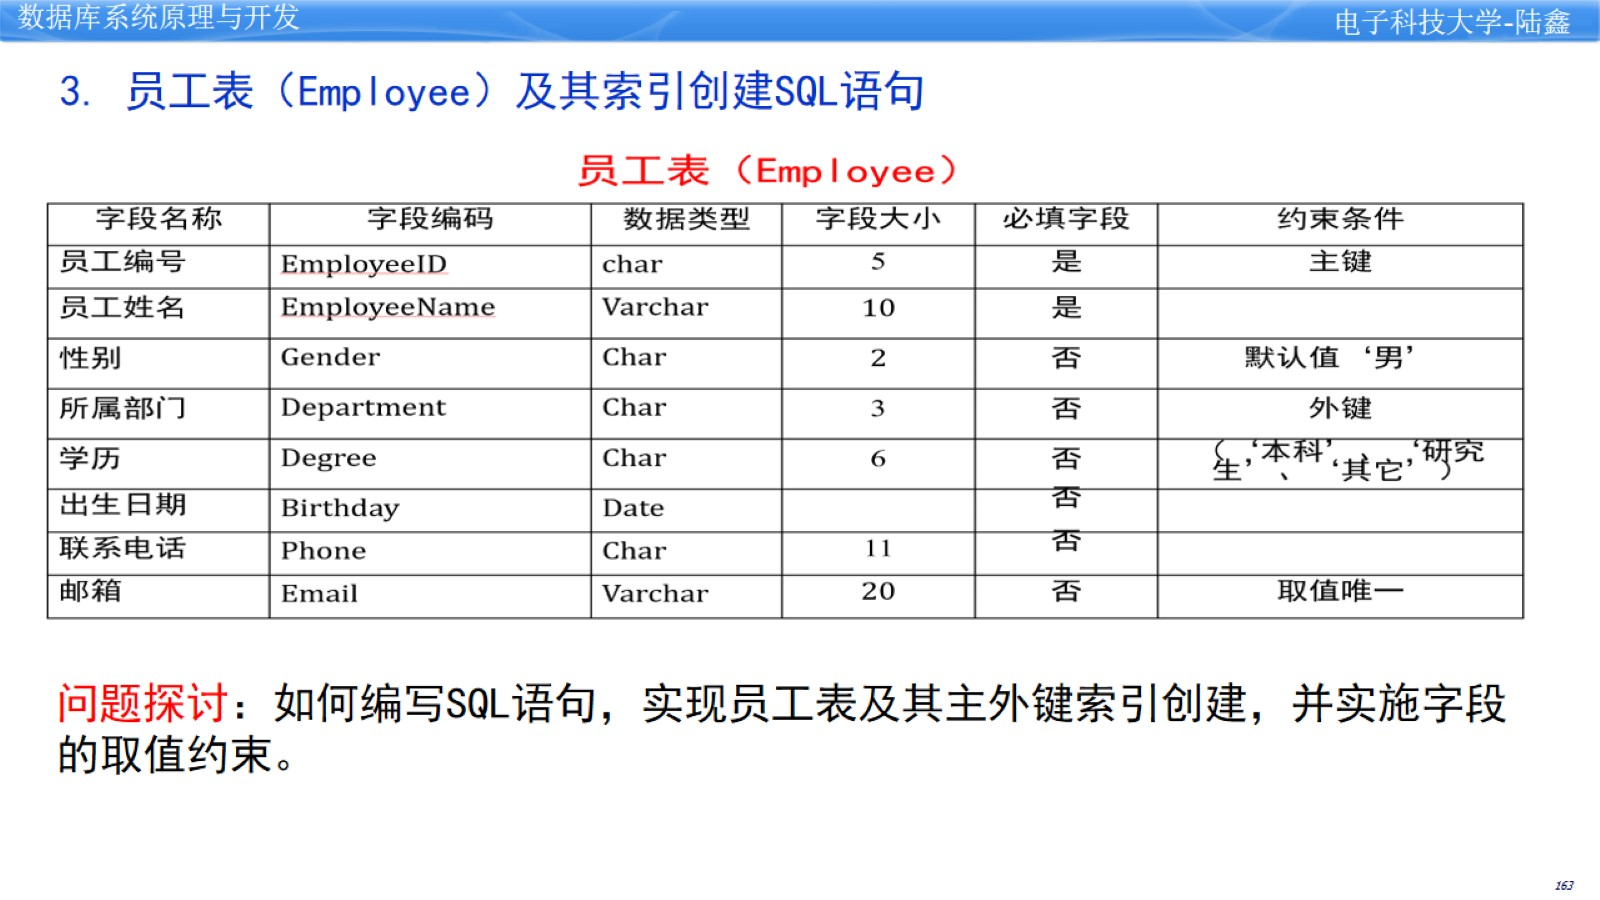 数据库系统原理与开发
电子科技大学-陆鑫
3. 员工表（Employee）及其索引创建SQL语句
员工表（Employee）
字段名称 字段编码 数据类型 字段大小 必填字段 约束条件
员工编号 EmployeeID char 5 是 主键
员工姓名 EmployeeName Varchar 10 是
性别 Gender Char 2 否 默认值 ‘男’
所属部门 Department Char 3 否 外键
学历 Degree Char 6 否 （‘本科’、‘研究
生’、‘其它’）
出生日期 Birthday Date 否
联系电话 Phone Char 11 否
邮箱 Email Varchar 20 否 取值唯一
问题探讨：如何编写SQL语句，实现员工表及其主外键索引创建，并实施字段
的取值约束。
163